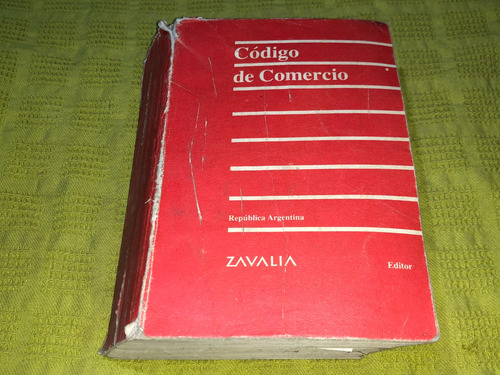 Código
de Comercio
República Argentina
ZAVALIA Editor